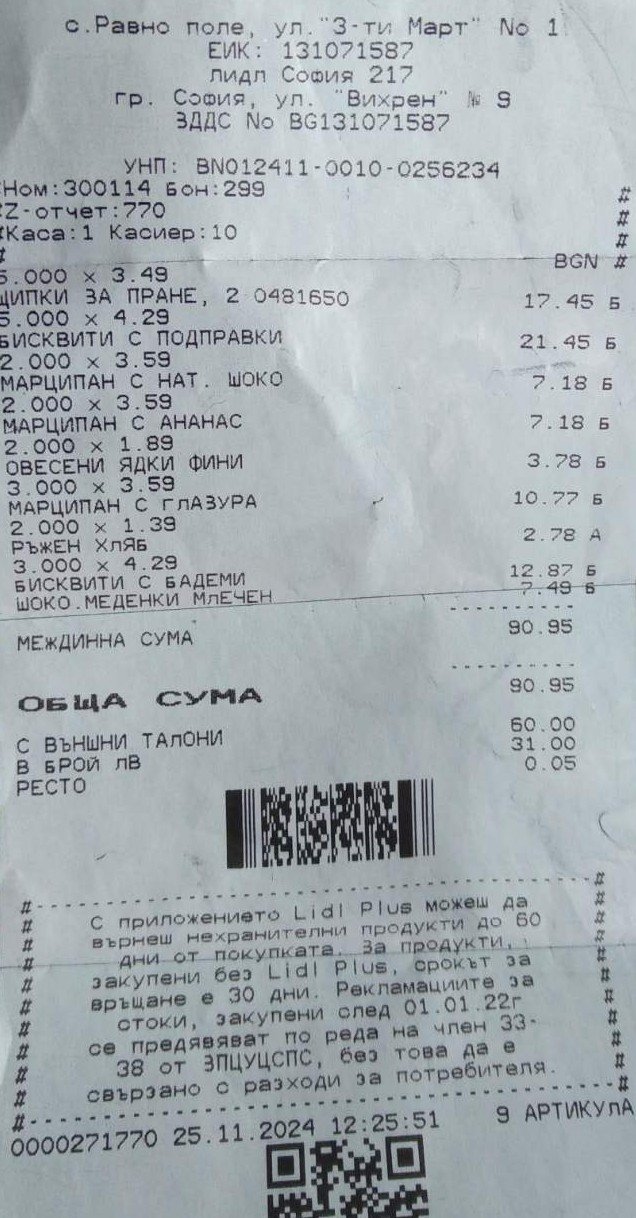 с.Равно поле, ул."3-ти Март" No 1
ЕИК: 131071587
лидл София 217
гр. София, ул. "Вихрен" № 9
ЗДДС No BG131071587
УНП: BN012411-0010-0256234
#Ном:300114 Бон:299 #
#Z-отчет:770 #
#Каса:1 Касиер:10 #
# BGN #
5.000 x 3.49
ЩИПКИ ЗА ПРАНЕ, 2 0481650 17.45 Б
5.000 x 4.29
БИСКВИТИ С ПОДПРАВКИ 21.45 Б
2.000 x 3.59
МАРЦИПАН С НАТ. ШОКО 7.18 Б
2.000 x 3.59
МАРЦИПАН С АНАНАС 7.18 Б
2.000 x 1.89
ОВЕСЕНИ ЯДКИ ФИНИ 3.78 Б
3.000 x 3.59
МАРЦИПАН С глАЗУРА 10.77 Б
2.000 x 1.39
РЪЖЕН ХлЯБ 2.78 А
3.000 x 4.29
БИСКВИТИ С БАДЕМИ 12.87 Б
ШОКО.МЕДЕНКИ МлЕЧЕН 7.49 Б
МЕЖДИННА СУМА 90.95
ОБЩА СУМА 90.95
С ВЪНШНИ ТАлОНИ 60.00
В БРОЙ лВ 31.00
РЕСТО 0.05
#------------------------------------#
# С приложението Lidl Plus можеш да #
# върнеш нехранителни продукти до 60 #
# дни от покупката. За продукти, #
# закупени без Lidl Plus, срокът за #
# връщане е 30 дни. Рекламациите за #
# стоки, закупени след 01.01.22г #
# се предявяват по реда на член 33- #
# 38 от ЗПЦУЦСПС, без това да е #
# свързано с разходи за потребителя. #
#------------------------------------#
0000271770 25.11.2024 12:25:51 9 АРТИКУлА